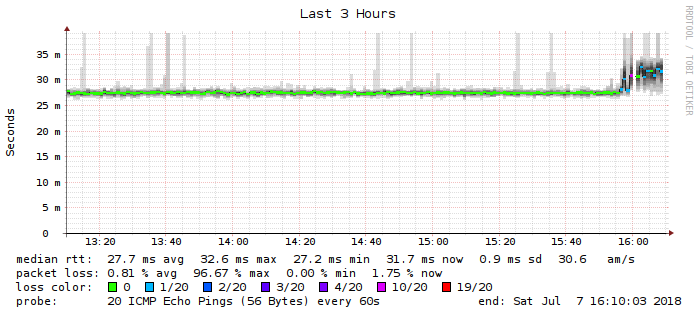 Last 3 Hours
RRDTOOL / TOBI OETIKER
Seconds
35 m
30 m
25 m
20 m
15 m
10 m
5 m
0
13:20 13:40 14:00 14:20 14:40 15:00 15:20 15:40 16:00
median rtt: 27.7 ms avg 32.6 ms max 27.2 ms min 31.7 ms now 0.9 ms sd 30.6 am/s
packet loss: 0.81 % avg 96.67 % max 0.00 % min 1.75 % now
loss color: 0 1/20 2/20 3/20 4/20 10/20 19/20
probe: 20 ICMP Echo Pings (56 Bytes) every 60s end: Sat Jul 7 16:10:03 2018